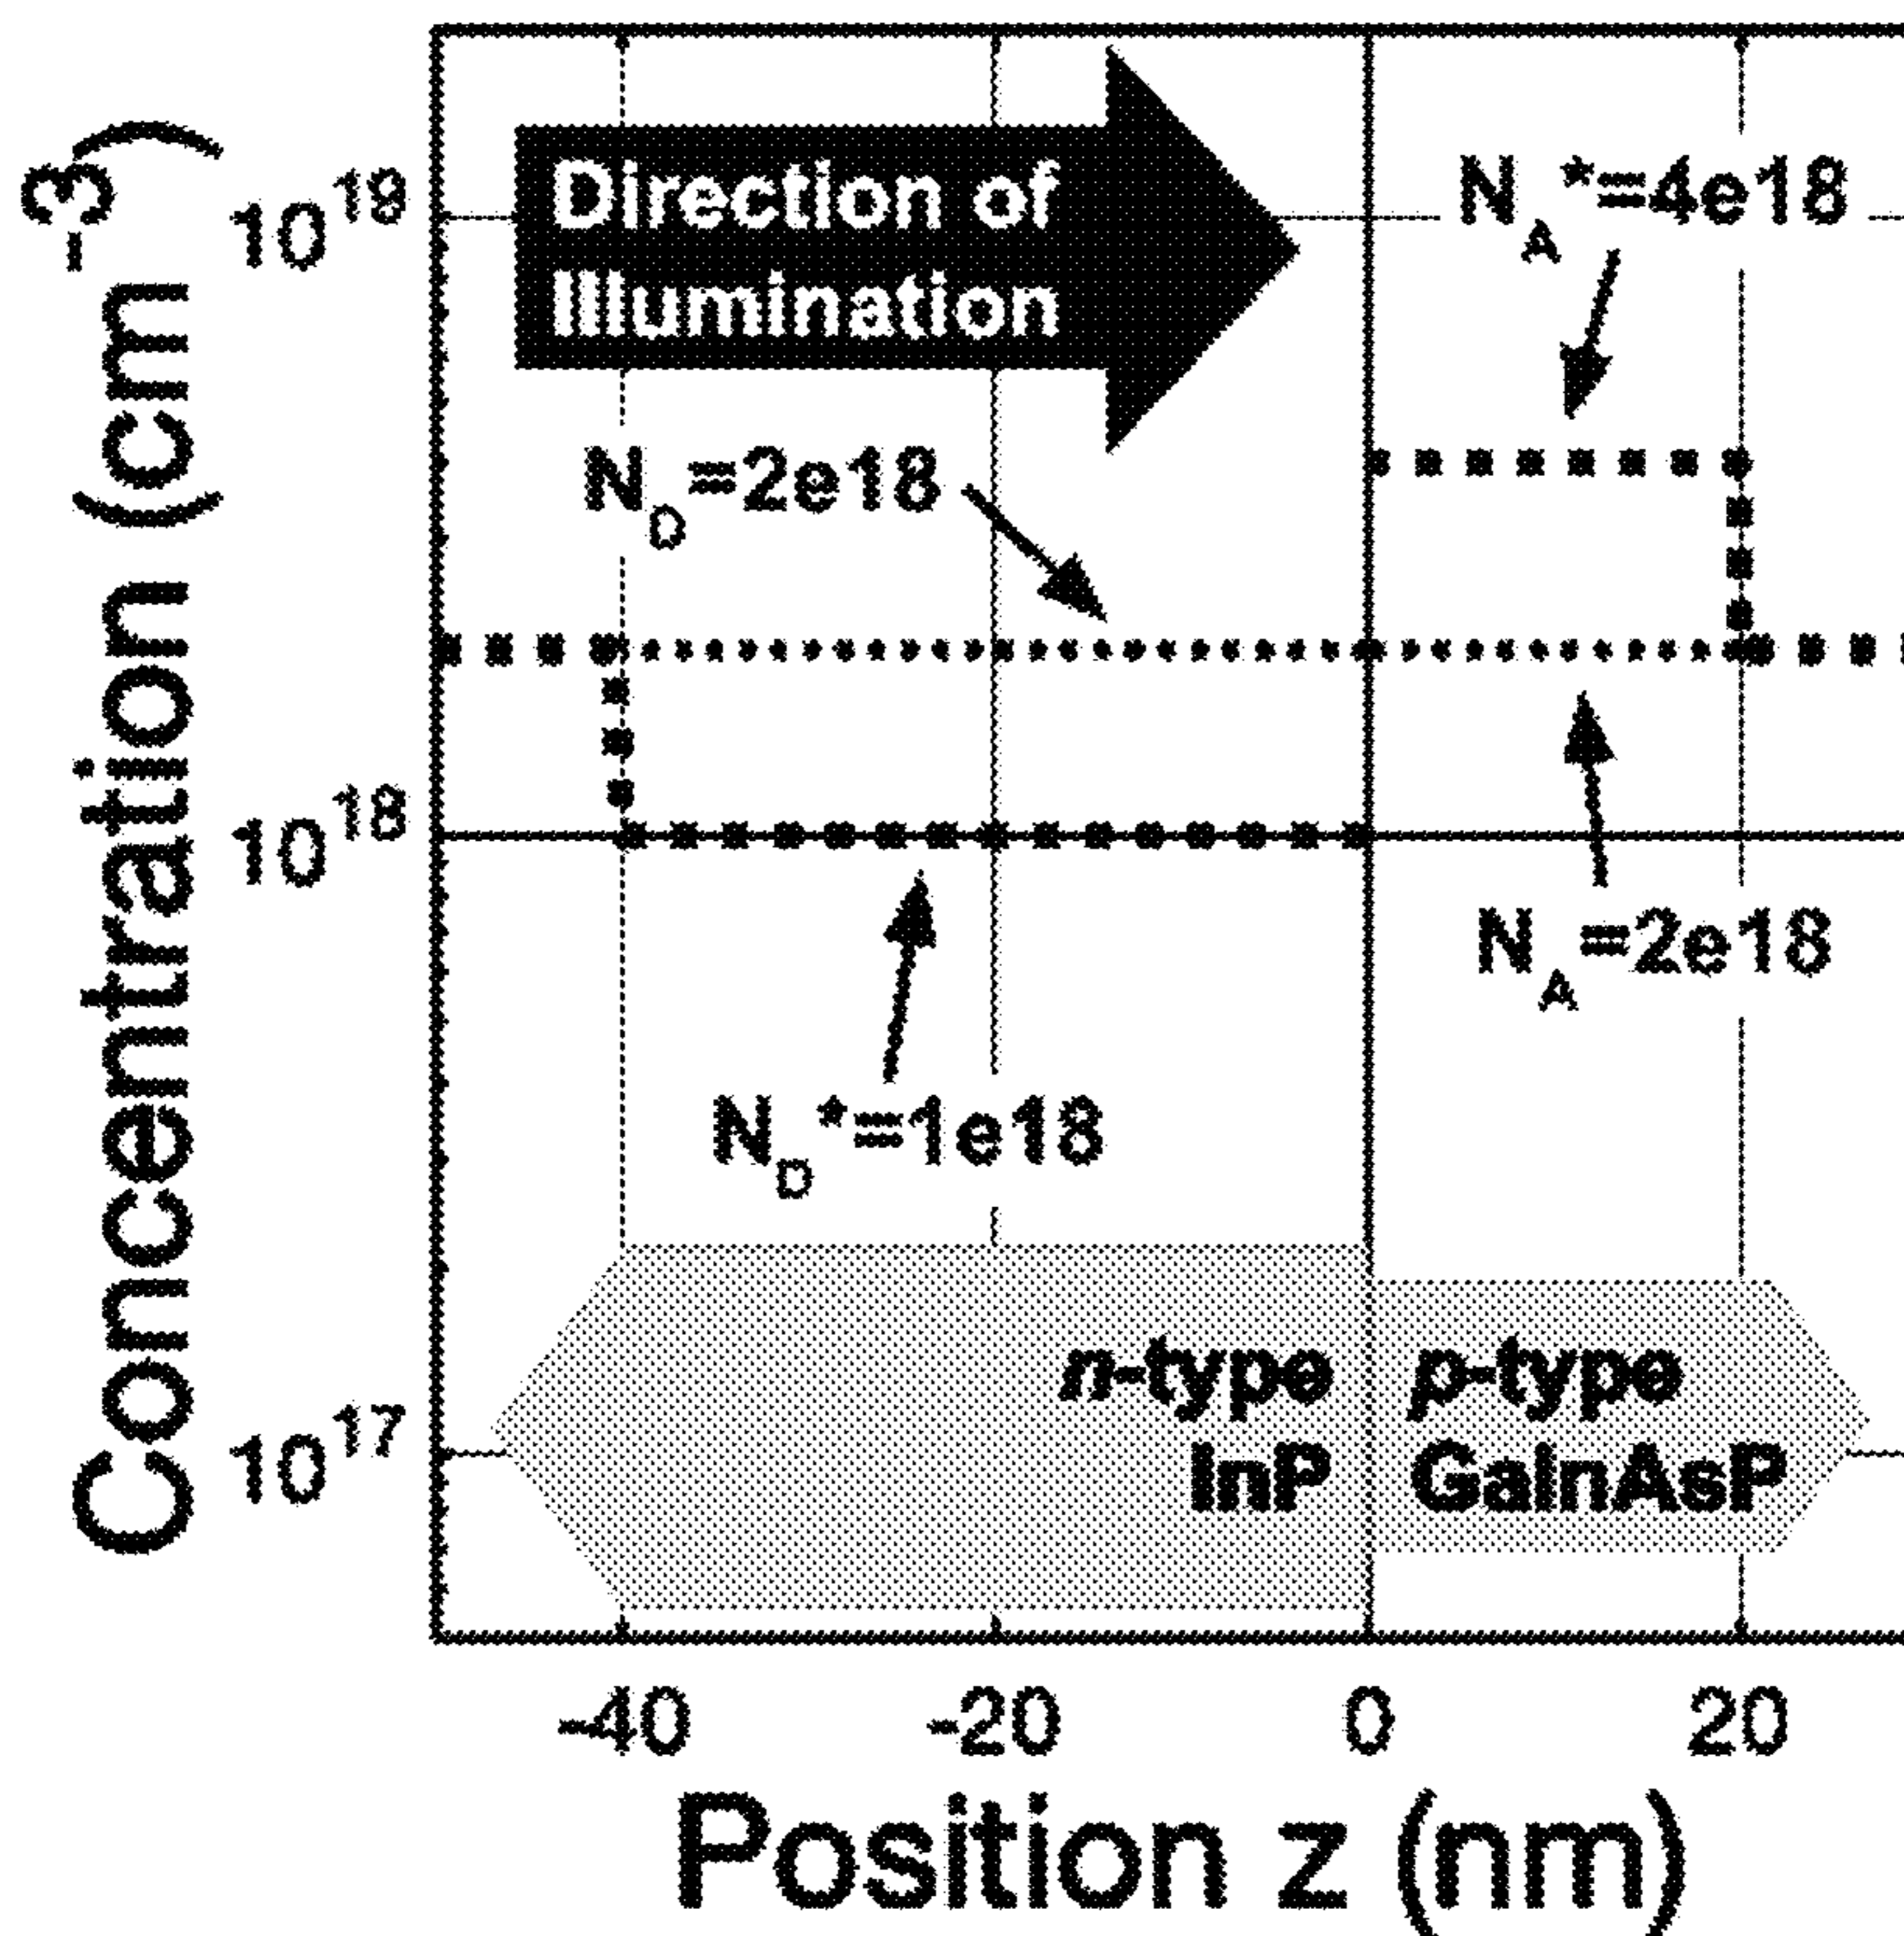 Concentration (cm⁻³)
10¹⁹
10¹⁸
10¹⁷
Direction of
Illumination
N_A*=4e18
N_D=2e18
N_A=2e18
N_D*=1e18
n-type
InP
p-type
GaInAsP
-40
-20
0
20
Position z (nm)